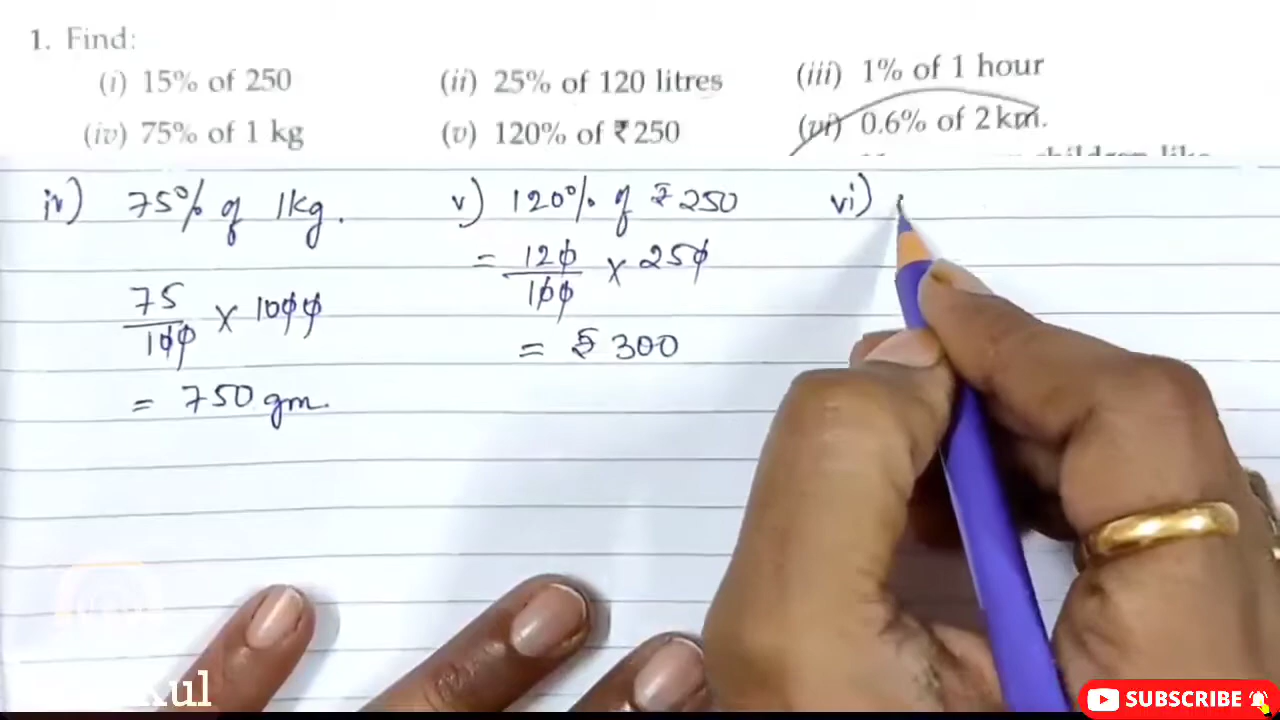 1. Find:
(i) 15% of 250 (ii) 25% of 120 litres (iii) 1% of 1 hour
(iv) 75% of 1 kg (v) 120% of ₹250 (vi) 0.6% of 2 km.
children like
iv) 75% of 1kg. v) 120% of ₹250 vi)
= 120/100 × 250
75/100 × 1000
= ₹ 300
= 750 gm.
SUBSCRIBE